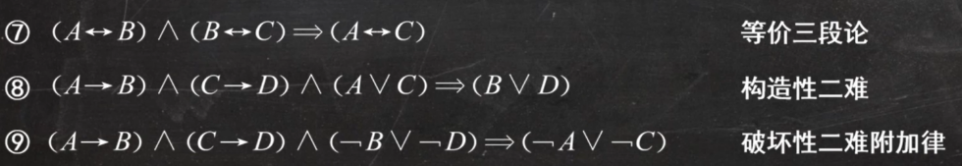 ⑦ (A↔B)∧(B↔C)⇒(A↔C) 等价三段论
⑧ (A→B)∧(C→D)∧(A∨C)⇒(B∨D) 构造性二难
⑨ (A→B)∧(C→D)∧(¬B∨¬D)⇒(¬A∨¬C) 破坏性二难附加律